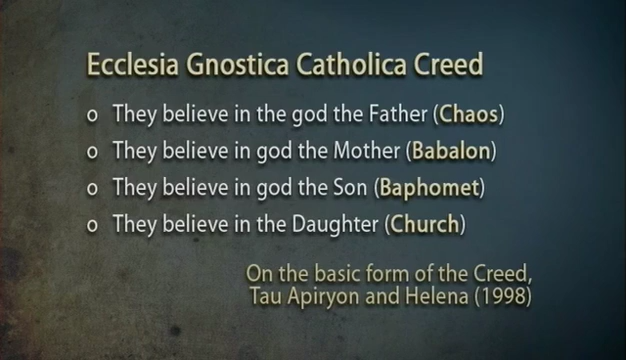 Ecclesia Gnostica Catholica Creed
o They believe in the god the Father (Chaos)
o They believe in god the Mother (Babalon)
o They believe in god the Son (Baphomet)
o They believe in the Daughter (Church)
On the basic form of the Creed,
Tau Apiryon and Helena (1998)